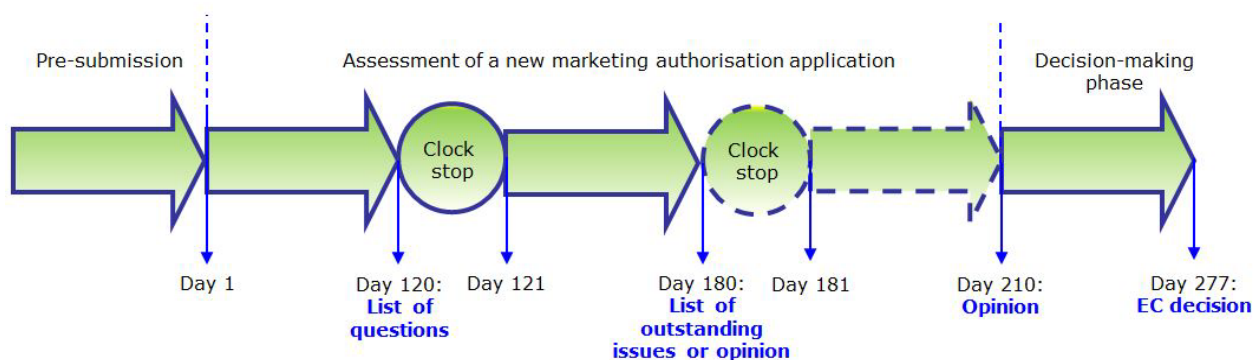 Pre-submission
Assessment of a new marketing authorisation application
Decision-making
phase
Clock
stop
Clock
stop
Day 1
Day 120:
List of
questions
Day 121
Day 180:
List of
outstanding
issues or opinion
Day 181
Day 210:
Opinion
Day 277:
EC decision